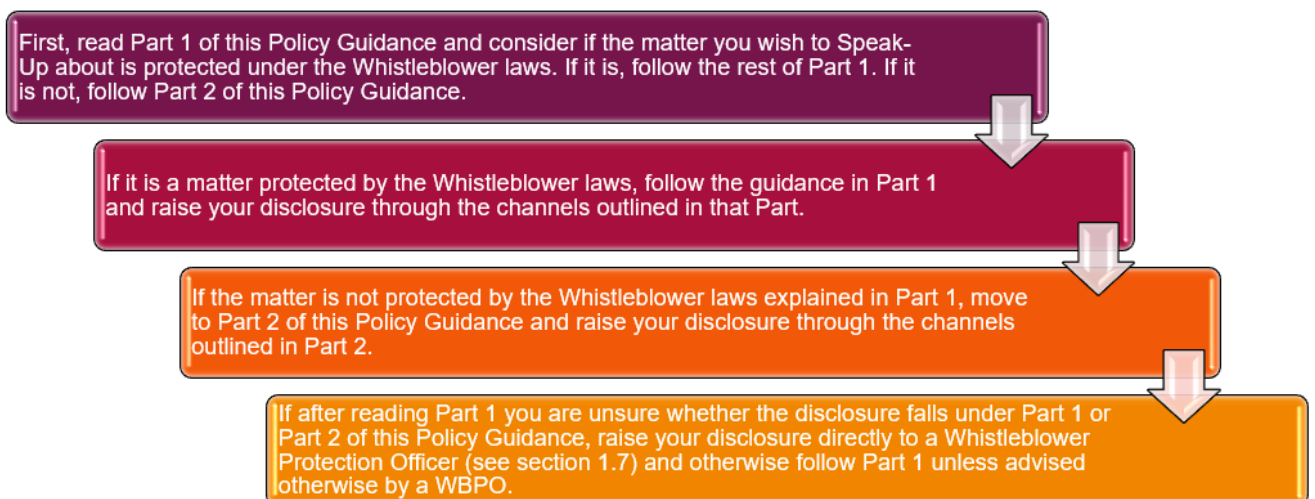 First, read Part 1 of this Policy Guidance and consider if the matter you wish to Speak-
Up about is protected under the Whistleblower laws. If it is, follow the rest of Part 1. If it
is not, follow Part 2 of this Policy Guidance.
If it is a matter protected by the Whistleblower laws, follow the guidance in Part 1
and raise your disclosure through the channels outlined in that Part.
If the matter is not protected by the Whistleblower laws explained in Part 1, move
to Part 2 of this Policy Guidance and raise your disclosure through the channels
outlined in Part 2.
If after reading Part 1 you are unsure whether the disclosure falls under Part 1 or
Part 2 of this Policy Guidance, raise your disclosure directly to a Whistleblower
Protection Officer (see section 1.7) and otherwise follow Part 1 unless advised
otherwise by a WBPO.